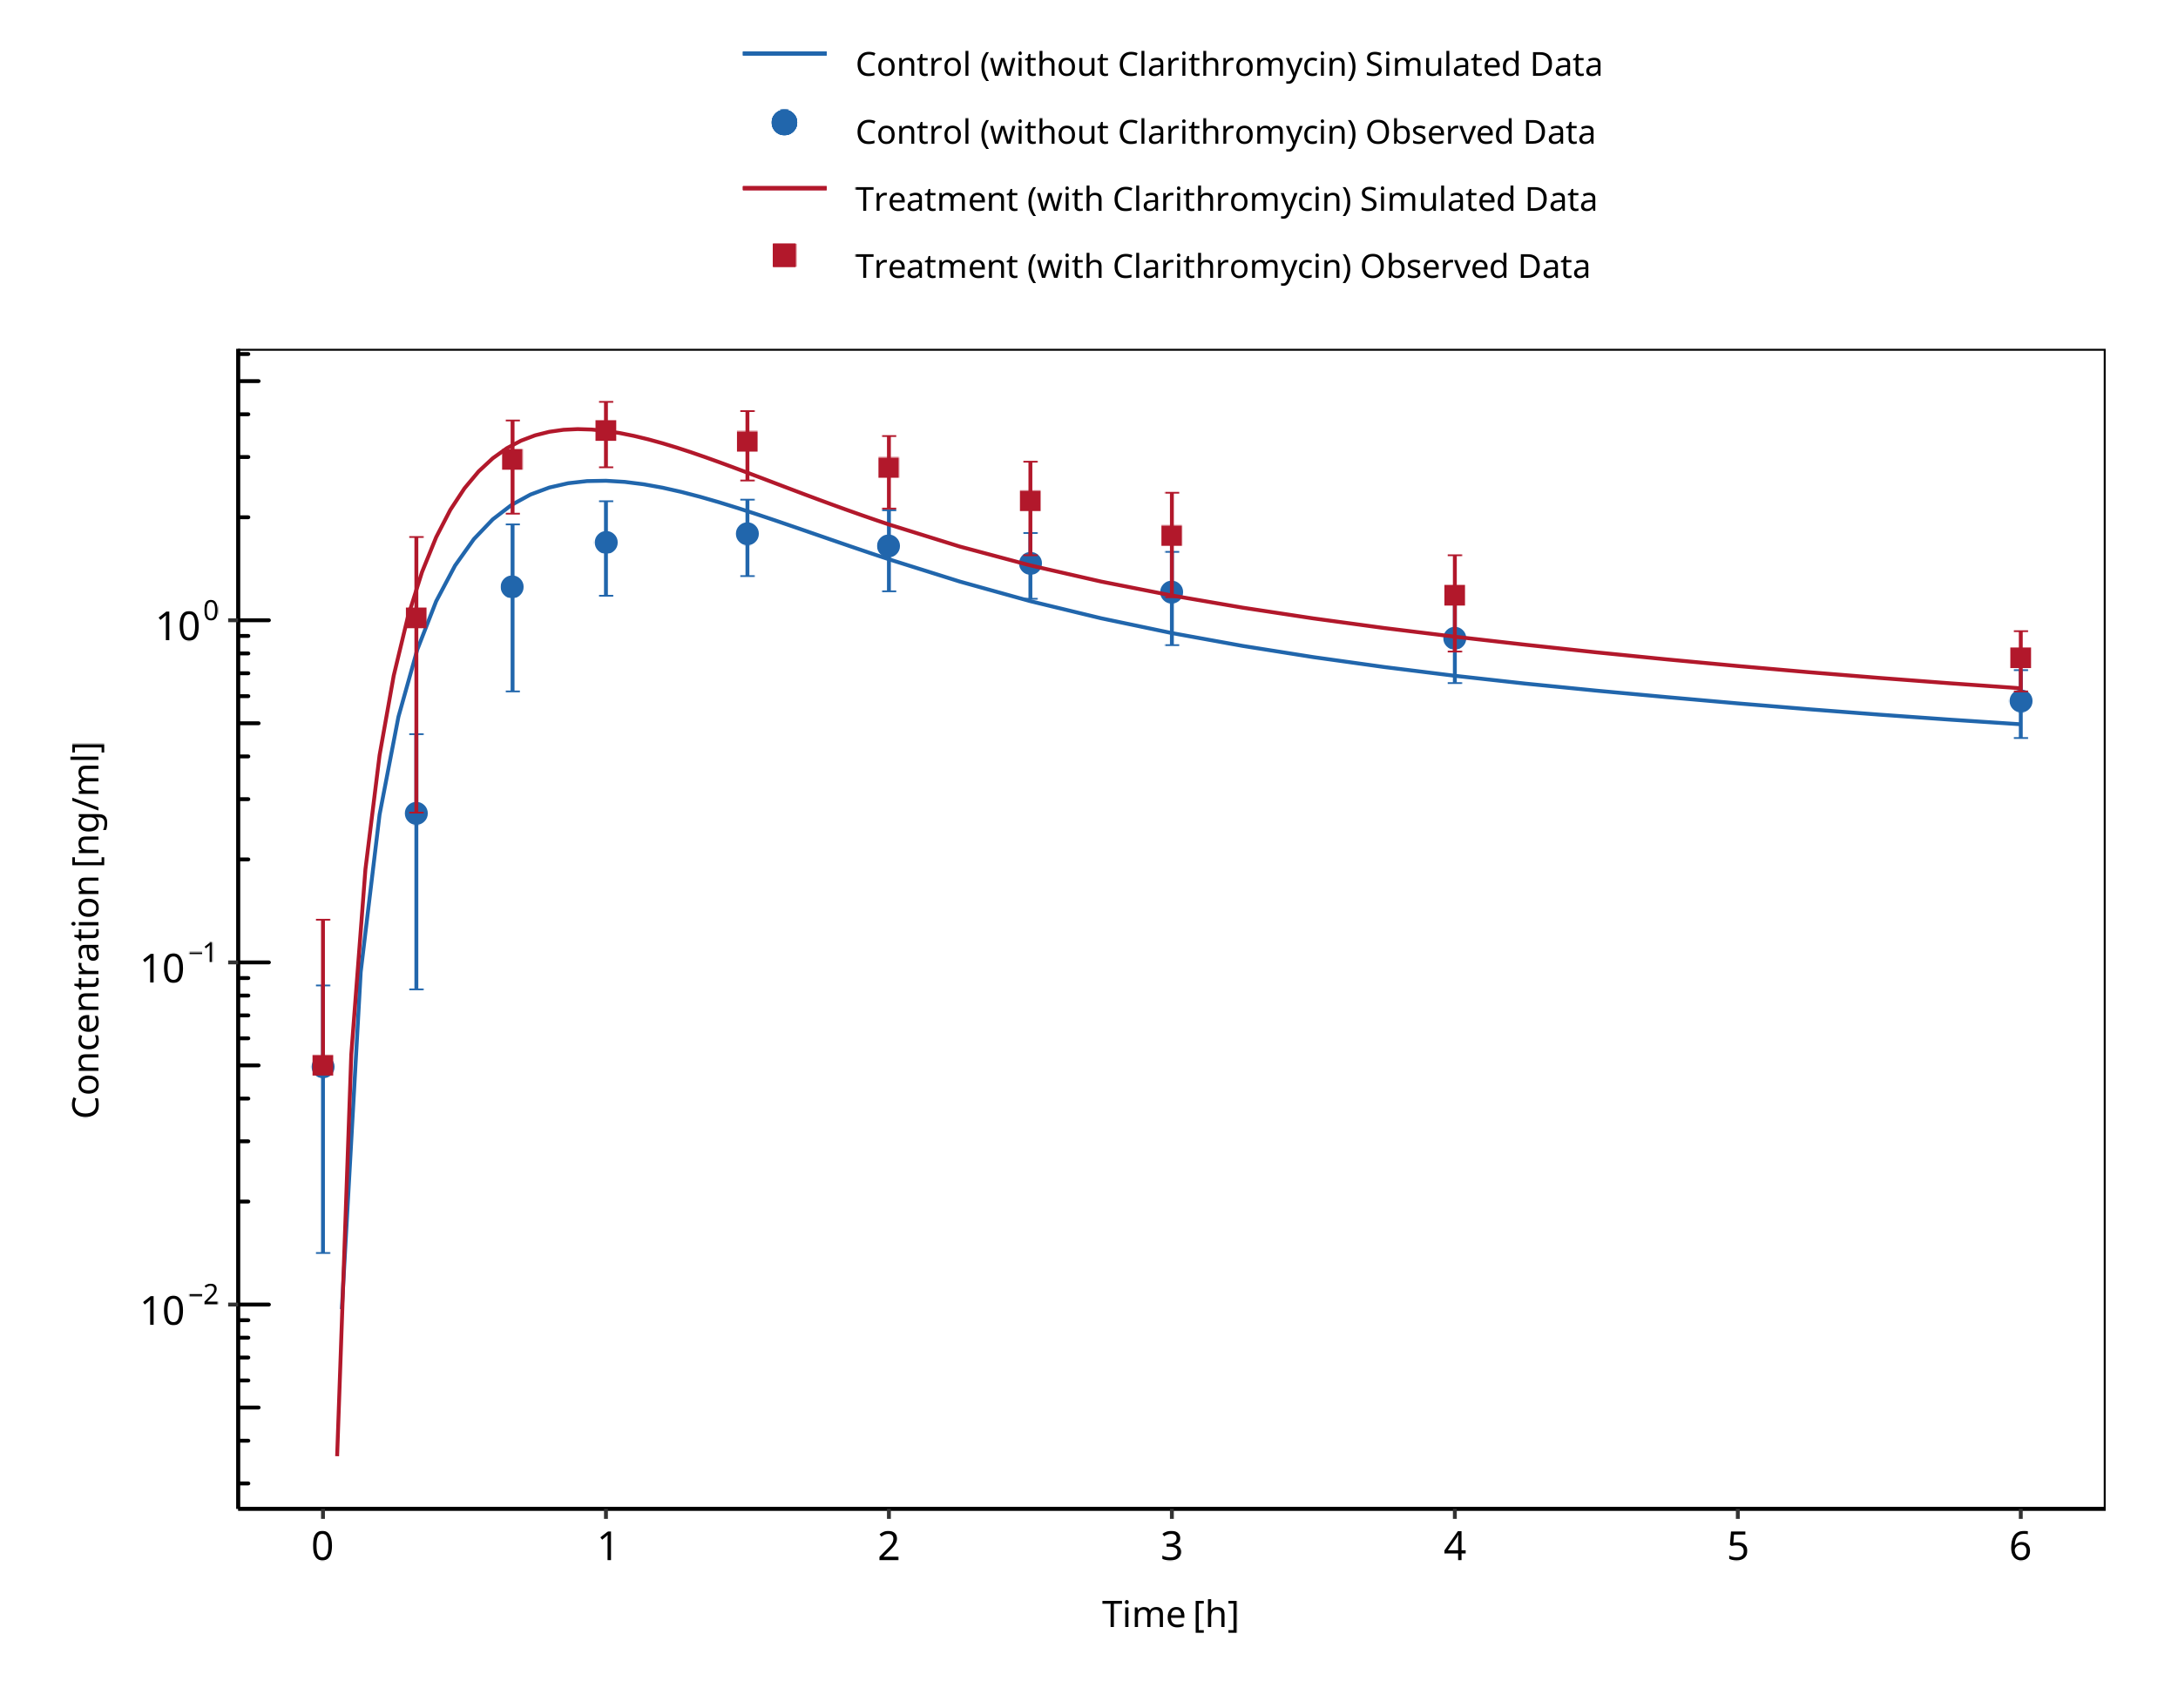 Control (without Clarithromycin) Simulated Data
Control (without Clarithromycin) Observed Data
Treatment (with Clarithromycin) Simulated Data
Treatment (with Clarithromycin) Observed Data
Concentration [ng/ml]
10⁰
10⁻¹
10⁻²
0 1 2 3 4 5 6
Time [h]